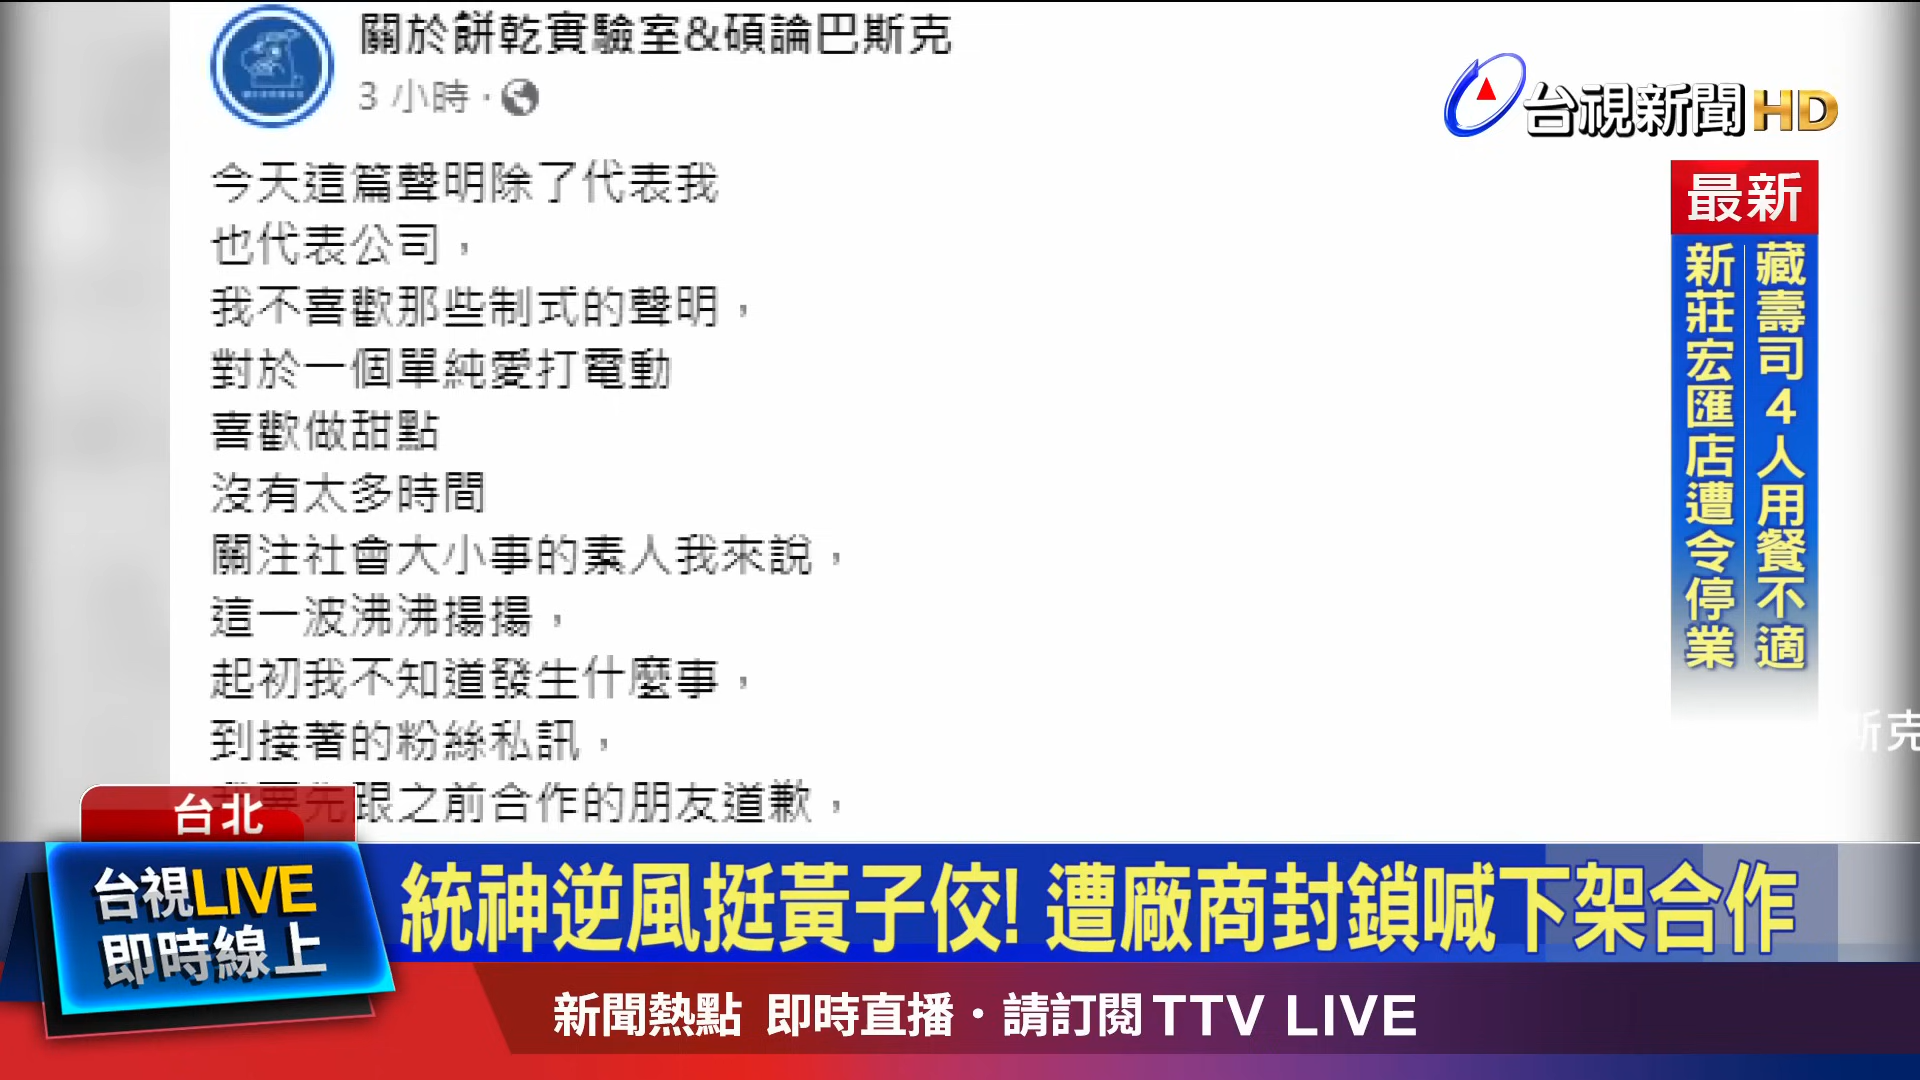 關於餅乾實驗室&碩論巴斯克
3 小時·
今天這篇聲明除了代表我
也代表公司，
我不喜歡那些制式的聲明，
對於一個單純愛打電動
喜歡做甜點
沒有太多時間
關注社會大小事的素人我來說，
這一波沸沸揚揚，
起初我不知道發生什麼事，
到接著的粉絲私訊，
我要先跟之前合作的朋友道歉，
台視新聞HD
最新
藏壽司4人用餐不適
新莊宏匯店遭令停業
斯克
台北
台視LIVE
即時線上
統神逆風挺黃子佼! 遭廠商封鎖喊下架合作
新聞熱點 即時直播·請訂閱TTV LIVE